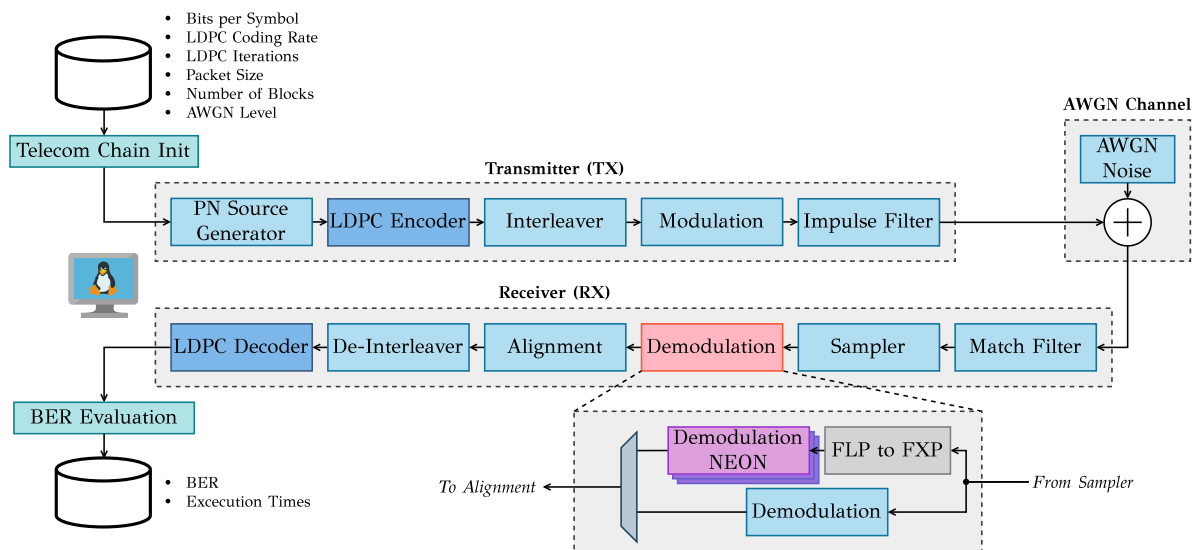 • Bits per Symbol
• LDPC Coding Rate
• LDPC Iterations
• Packet Size
• Number of Blocks
• AWGN Level
Telecom Chain Init
AWGN Channel
AWGN
Noise
Transmitter (TX)
PN Source
Generator
LDPC Encoder
Interleaver
Modulation
Impulse Filter
Receiver (RX)
LDPC Decoder
De-Interleaver
Alignment
Demodulation
Sampler
Match Filter
BER Evaluation
• BER
• Excecution Times
Demodulation
NEON
FLP to FXP
To Alignment
From Sampler
Demodulation